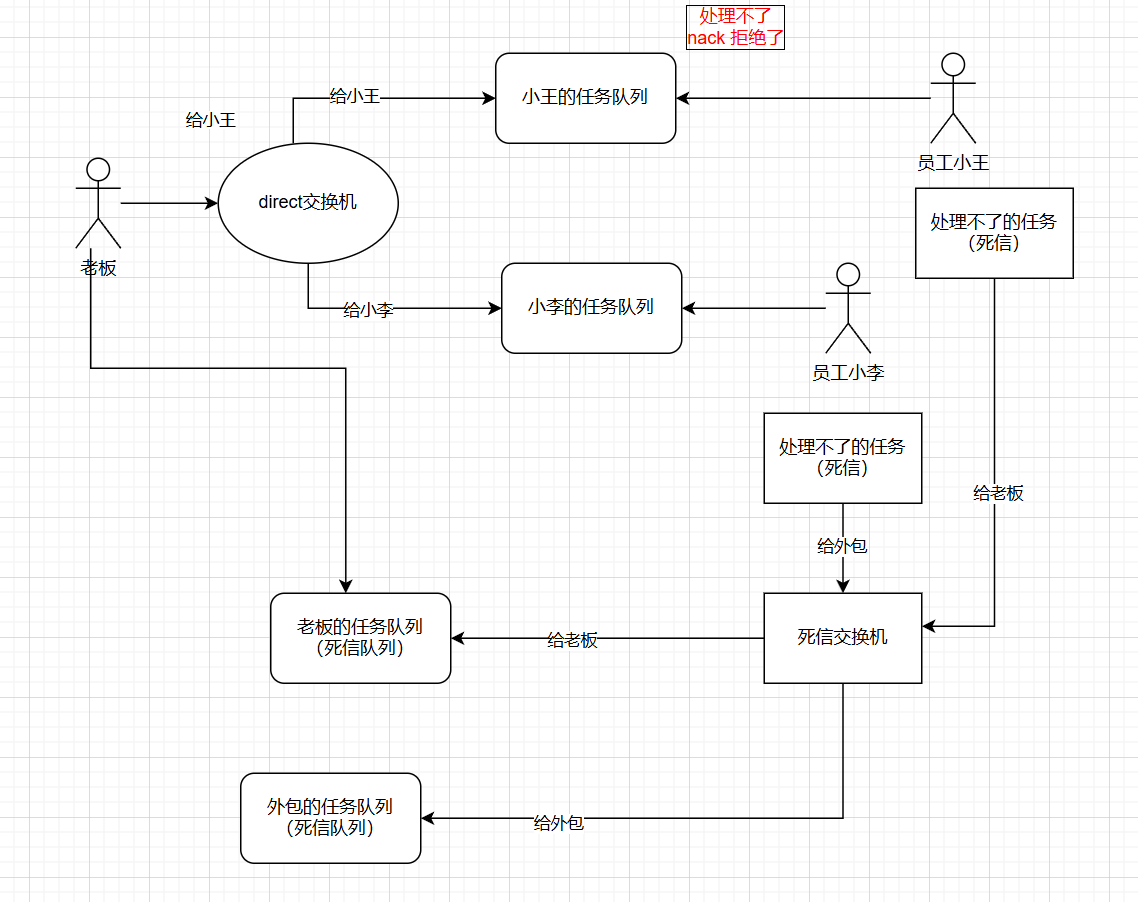 处理不了
nack 拒绝了
给小王
小王的任务队列
给小王
员工小王
direct交换机
处理不了的任务
（死信）
老板
给小李
小李的任务队列
员工小李
处理不了的任务
（死信）
给老板
给外包
老板的任务队列
（死信队列）
给老板
死信交换机
外包的任务队列
（死信队列）
给外包